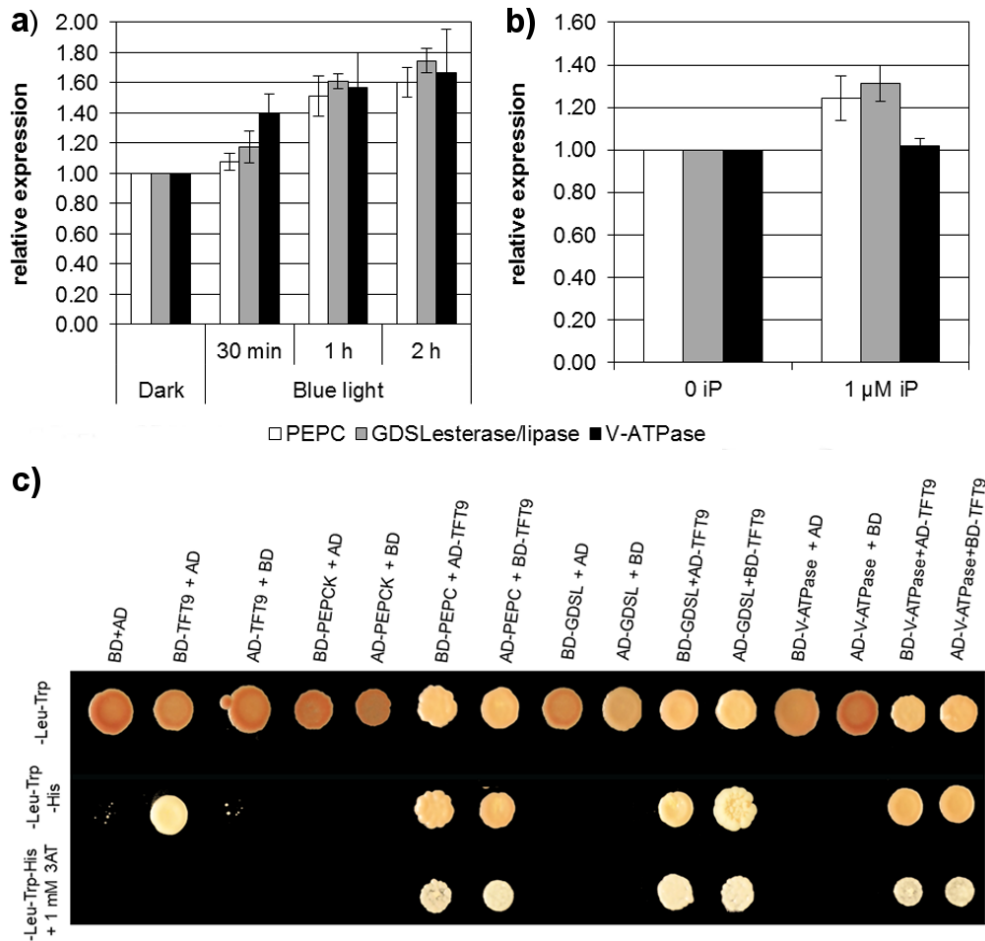 a)
relative expression
2.00
1.80
1.60
1.40
1.20
1.00
0.80
0.60
0.40
0.20
0.00
30 min
1 h
2 h
Dark
Blue light
b)
relative expression
1.60
1.40
1.20
1.00
0.80
0.60
0.40
0.20
0.00
0 iP
1 µM iP
PEPC
GDSLesterase/lipase
V-ATPase
c)
BD+AD
BD-TFT9 + AD
AD-TFT9 + BD
BD-PEPCK + AD
AD-PEPCK + BD
BD-PEPC + AD-TFT9
AD-PEPC + BD-TFT9
BD-GDSL + AD
AD-GDSL + BD
BD-GDSL+AD-TFT9
AD-GDSL+BD-TFT9
BD-V-ATPase + AD
AD-V-ATPase + BD
BD-V-ATPase+AD-TFT9
AD-V-ATPase+BD-TFT9
-Leu-Trp
-Leu-Trp
-His
-Leu-Trp-His
+ 1 mM 3AT